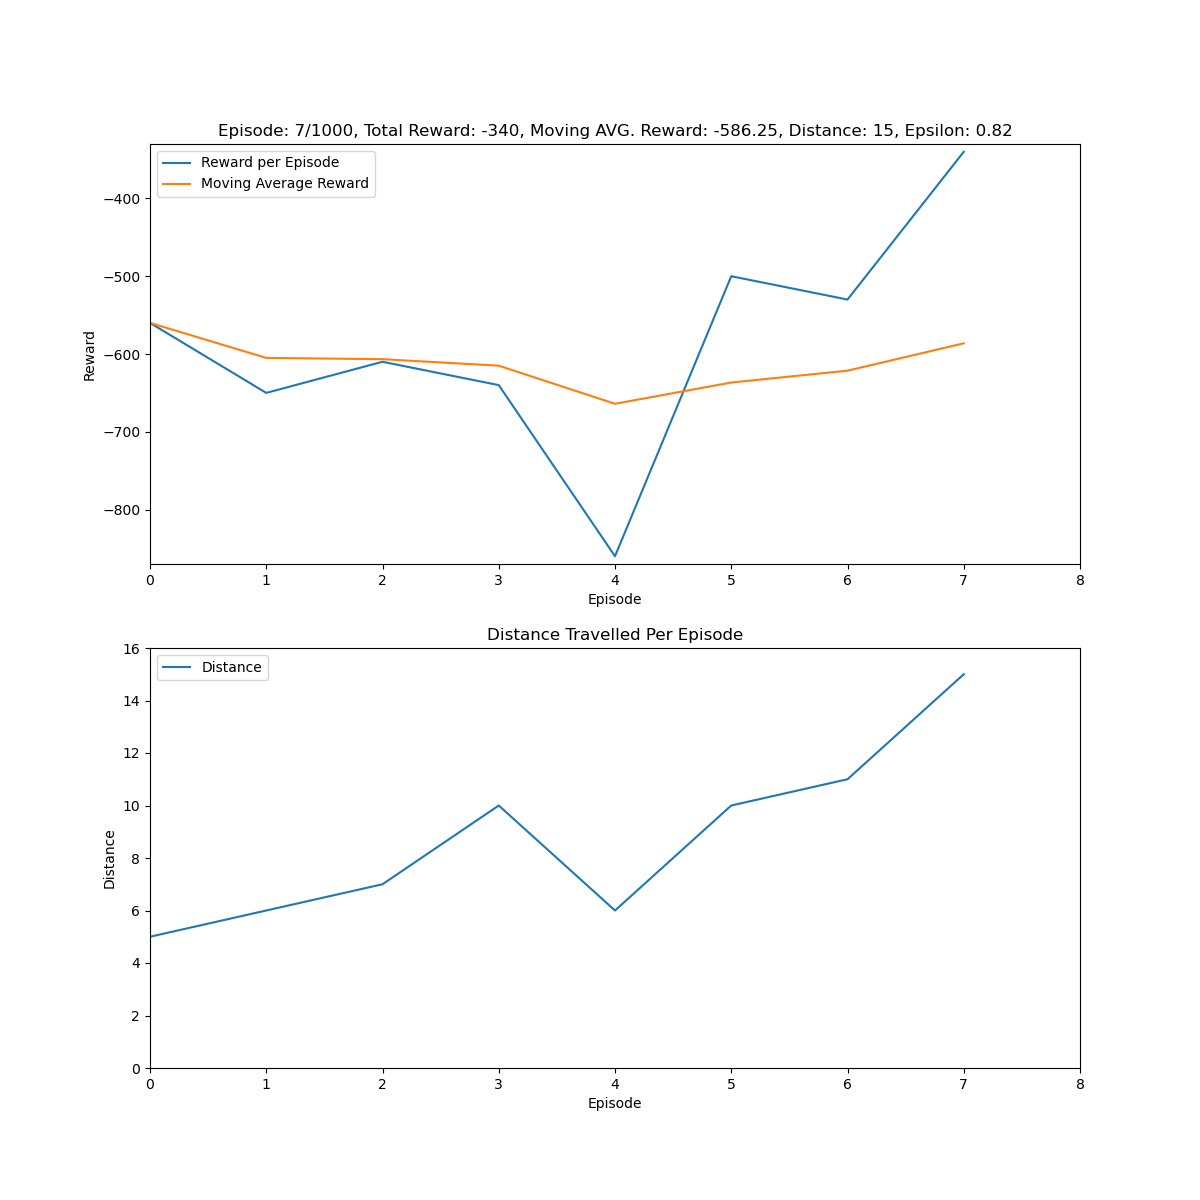 Episode: 7/1000, Total Reward: -340, Moving AVG. Reward: -586.25, Distance: 15, Epsilon: 0.82
Reward per Episode
Moving Average Reward
−400
−500
−600
−700
−800
Reward
0 1 2 3 4 5 6 7 8
Episode
Distance Travelled Per Episode
Distance
16
14
12
10
8
6
4
2
0
Distance
0 1 2 3 4 5 6 7 8
Episode